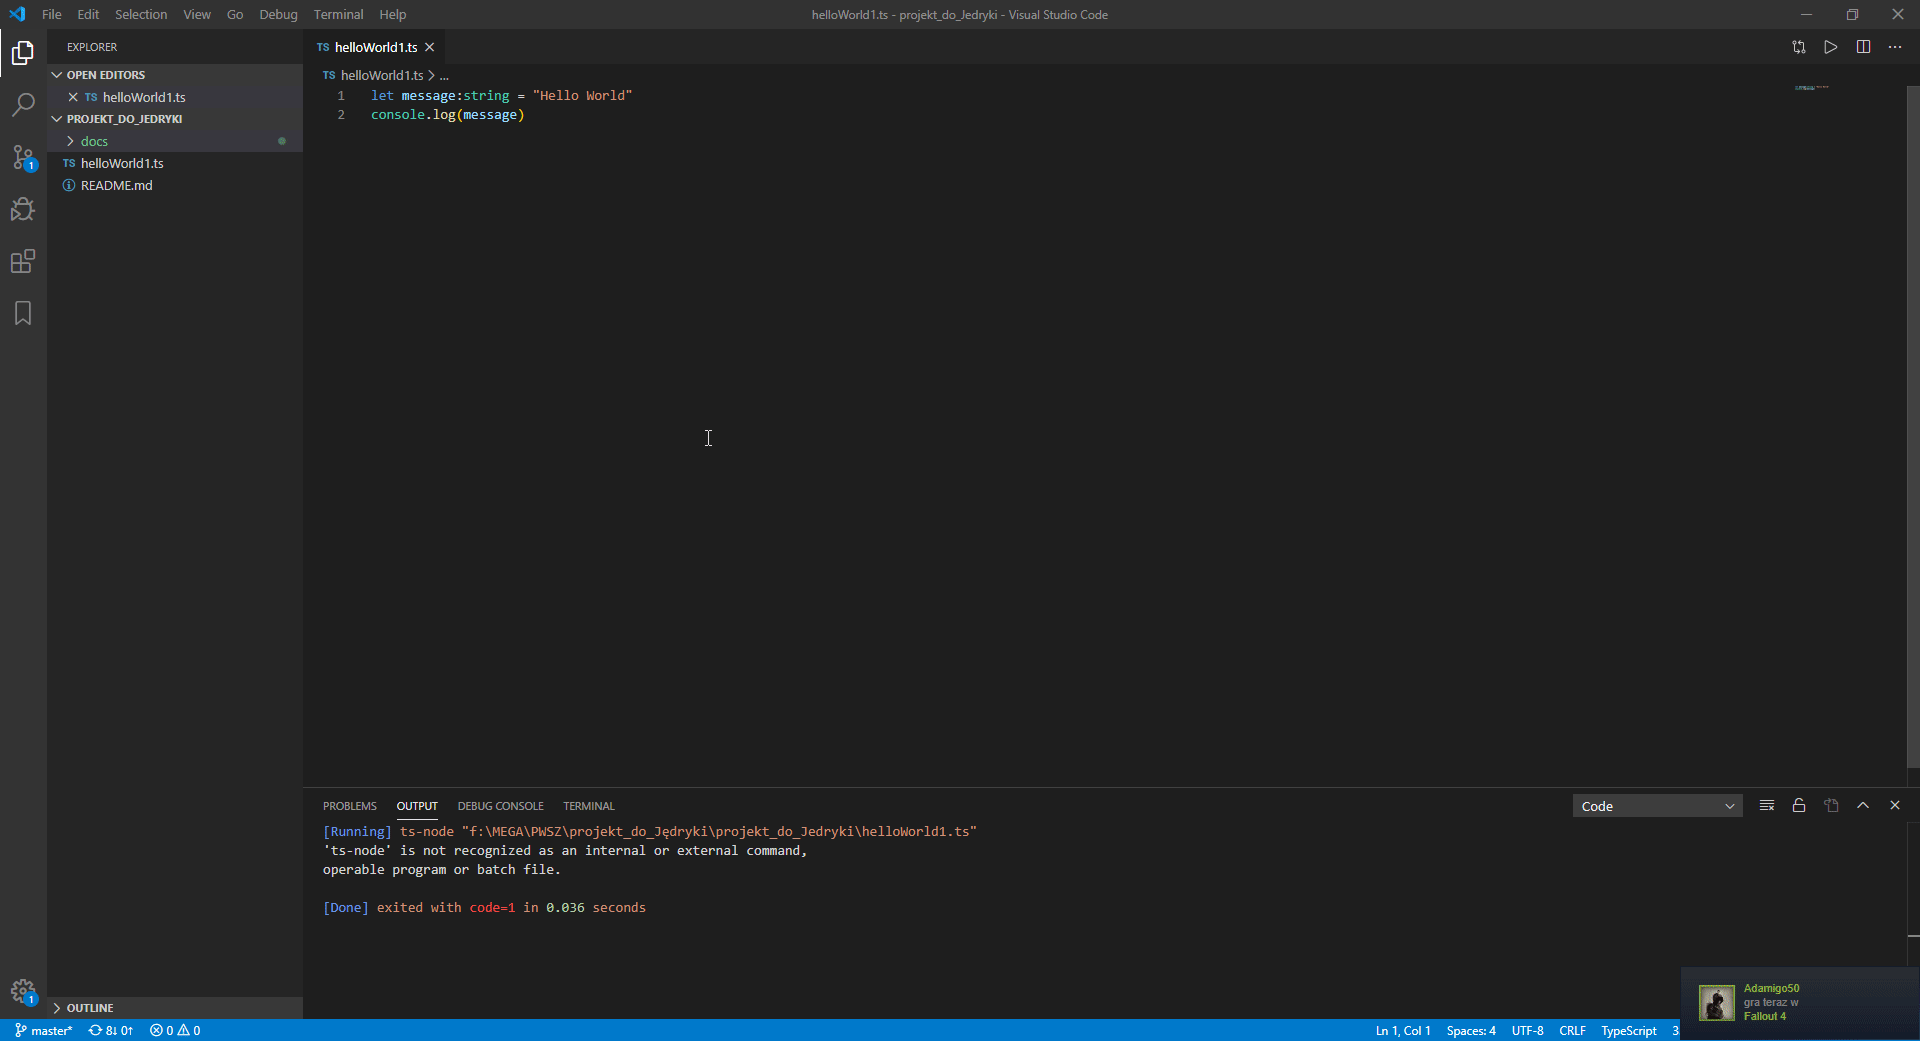 File Edit Selection View Go Debug Terminal Help
helloWorld1.ts - projekt_do_Jedryki - Visual Studio Code
EXPLORER
OPEN EDITORS
TS helloWorld1.ts
PROJEKT_DO_JEDRYKI
docs
TS helloWorld1.ts
README.md
OUTLINE
1
1
TS helloWorld1.ts
TS helloWorld1.ts > ...
1 let message:string = "Hello World"
2 console.log(message)
PROBLEMS OUTPUT DEBUG CONSOLE TERMINAL
Code
[Running] ts-node "f:\MEGA\PWSZ\projekt_do_Jędryki\projekt_do_Jedryki\helloWorld1.ts"
'ts-node' is not recognized as an internal or external command,
operable program or batch file.
[Done] exited with code=1 in 0.036 seconds
Adamigo50
gra teraz w
Fallout 4
master* 8↓ 0↑ 0 0 Ln 1, Col 1 Spaces: 4 UTF-8 CRLF TypeScript 3